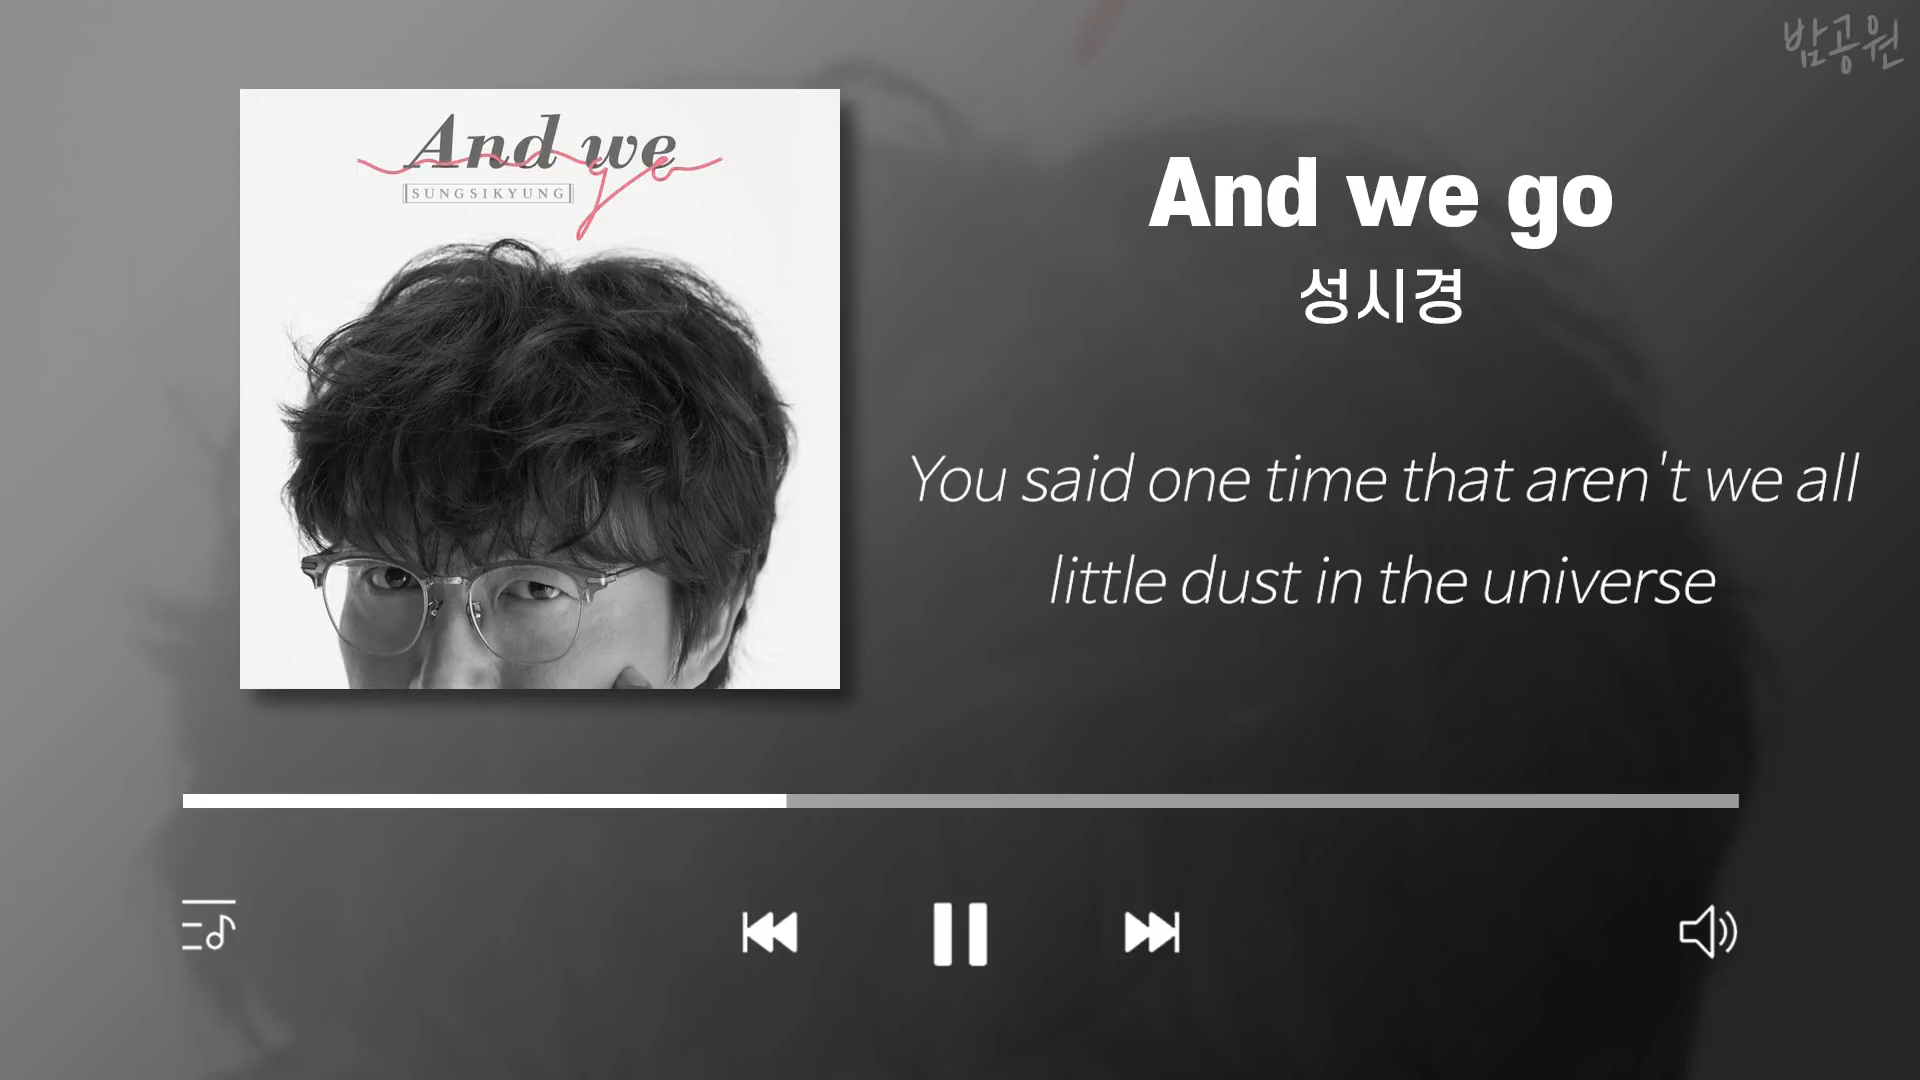 밤공원
And we
go
SUNGSIKYUNG
And we go
성시경
You said one time that aren't we all
little dust in the universe